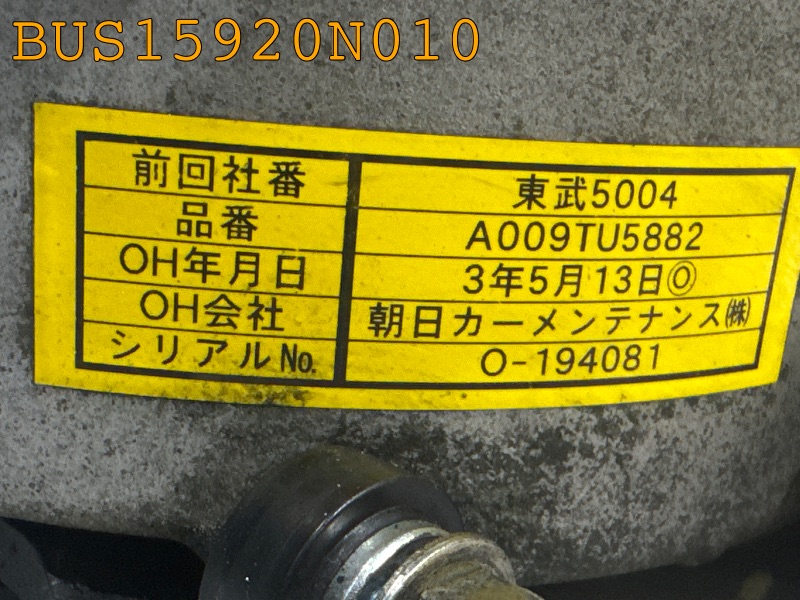 BUS15920N010
前回社番 東武5004
品番 A009TU5882
OH年月日 3年5月13日◎
OH会社 朝日カーメンテナンス㈱
シリアル№ O-194081